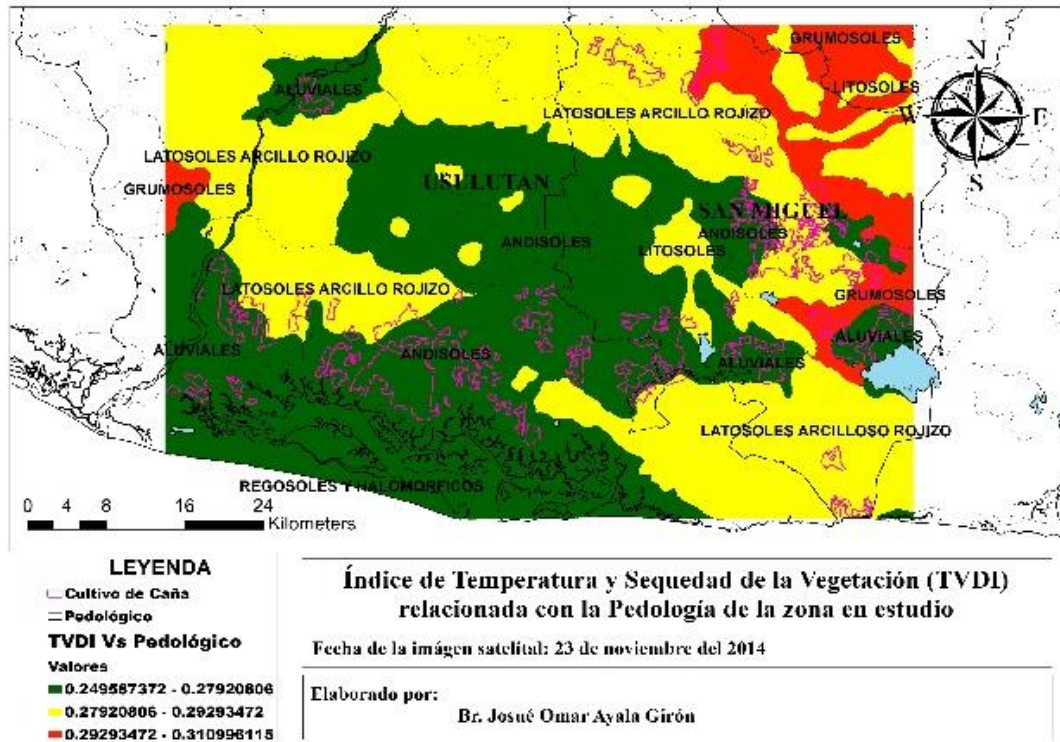 GRUMOSOLES
N
ALUVIALES
LITOSOLES
LATOSOLES ARCILLO ROJIZO
W
E
LATOSOLES ARCILLO ROJIZO
S
GRUMOSOLES
USULUTAN
SAN MIGUEL
ANDISOLES
ANDISOLES
LITOSOLES
LATOSOLES ARCILLO ROJIZO
GRUMOSOLES
ALUVIALES
ANDISOLES
ALUVIALES
ALUVIALES
LATOSOLES ARCILLOSO ROJIZO
REGOSOLES Y HALOMORFICOS
0 4 8 16 24
Kilometers
LEYENDA
Cultivo de Caña
Pedológico
TVDI Vs Pedológico
Valores
0.249587372 - 0.27920806
0.27920806 - 0.29293472
0.29293472 - 0.310996115
Índice de Temperatura y Sequedad de la Vegetación (TVDI)
relacionada con la Pedología de la zona en estudio
Fecha de la imágen satelital: 23 de noviembre del 2014
Elaborado por:
Br. Josué Omar Ayala Girón